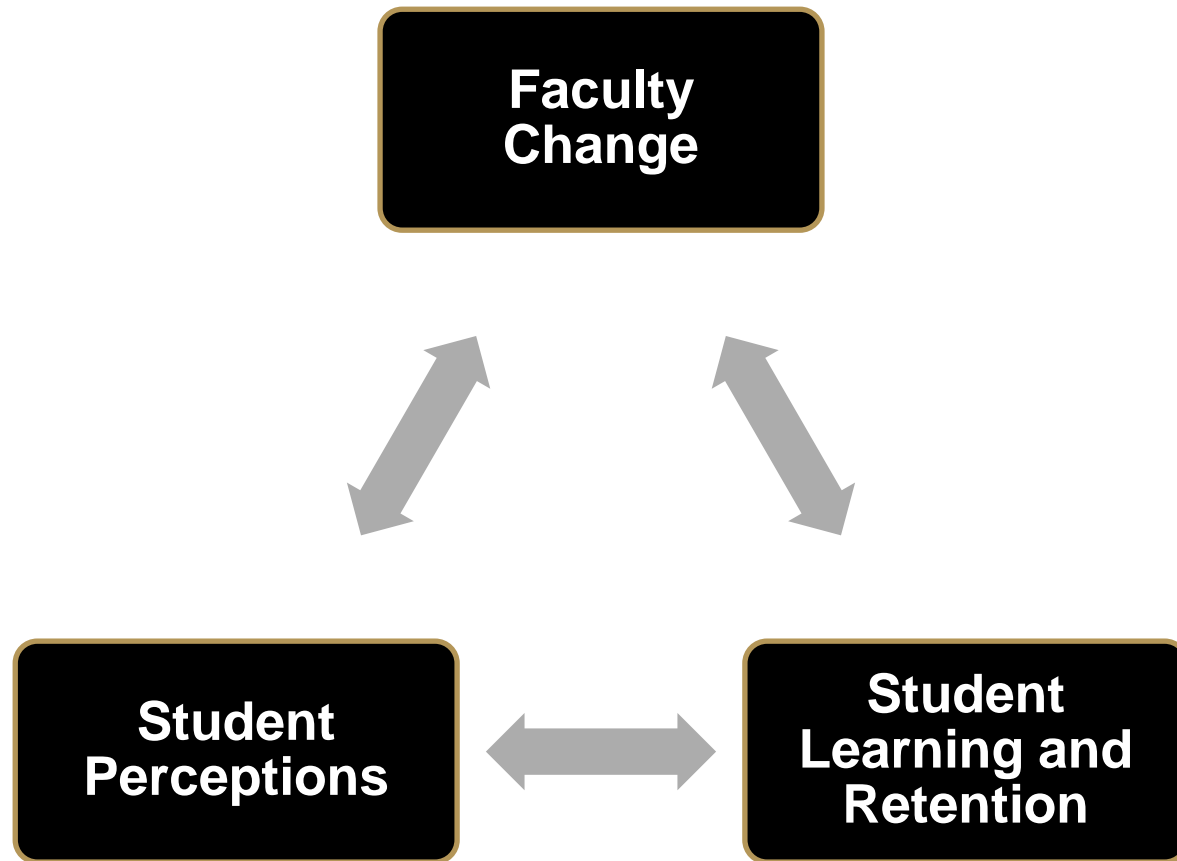 Faculty
Change
Student
Perceptions
Student
Learning and
Retention